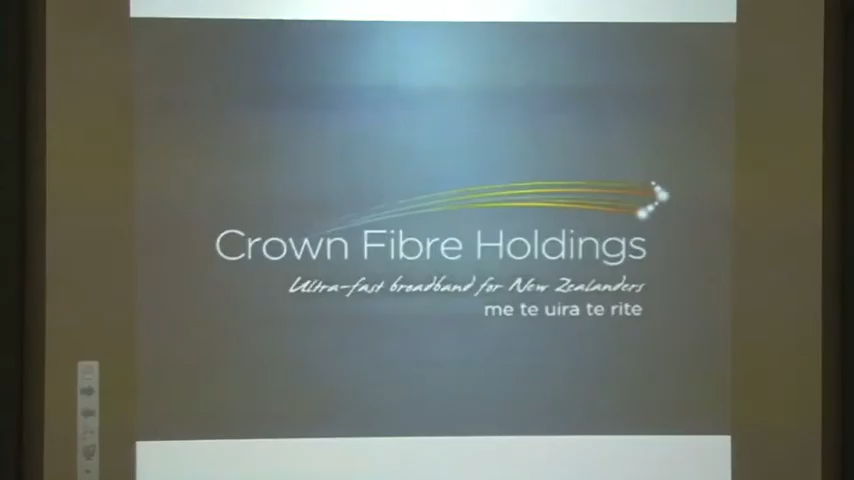 Crown Fibre Holdings
Ultra-fast broadband for New Zealanders
me te uira te rite